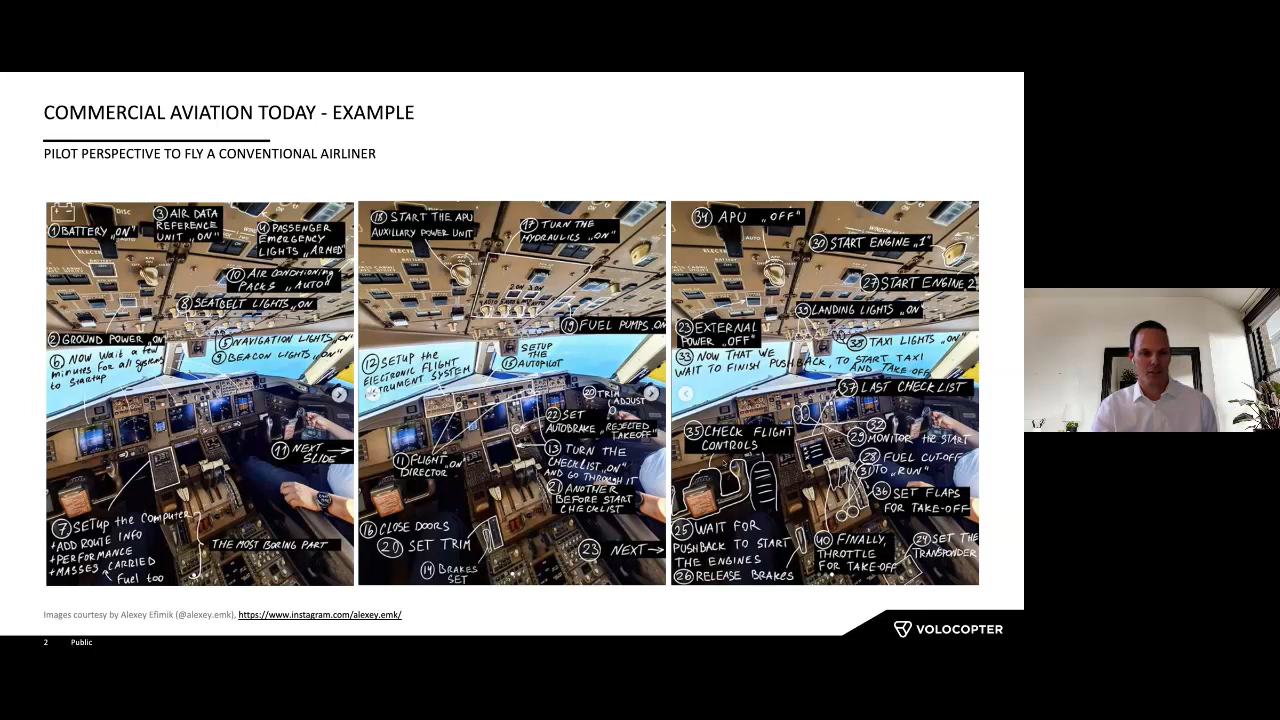 COMMERCIAL AVIATION TODAY - EXAMPLE
PILOT PERSPECTIVE TO FLY A CONVENTIONAL AIRLINER
1 BATTERY „ON"
3 AIR DATA
REFERENCE
UNIT „ON"
4 PASSENGER
EMERGENCY
LIGHTS „ARMED"
10 AIR CONDITIONING
PACKS „AUTO"
8 SEATBELT LIGHTS „ON
2 GROUND POWER „ON
5 NAVIGATION LIGHTS „ON"
9 BEACON LIGHTS „ON"
6 NOW Wait a few
minutes for all systems
to startup
11 NEXT
SLIDE
7 SETUP the COMPUTER
+ADD ROUTE INFO
+PERFORMANCE
+MASSES CARRIED
Fuel too
THE MOST BORING PART
18 START THE APU
AUXILLARY POWER UNIT
17 TURN THE
HYDRAULICS „ON"
19 FUEL PUMPS „ON
12 SETUP the
ELECTRONIC FLIGHT
INSTRUMENT SYSTEM
SETUP
THE
15 AUTOPILOT
20 TRIM
ADJUST
22 SET
AUTOBRAKE „REJECTED
TAKEOFF"
11 FLIGHT „ON
DIRECTOR
13 TURN THE
CHECKLIST „ON"
AND GO THROUGH IT
21 ANOTHER
BEFORE START
CHECKLIST
16 CLOSE DOORS
20 SET TRIM
14 BRAKES
SET
23 NEXT
34 APU „OFF"
30 START ENGINE „1"
27 START ENGINE 2
39 LANDING LIGHTS „ON"
23 EXTERNAL
POWER „OFF"
38 TAXI LIGHTS „ON"
33 NOW THAT WE
WAIT TO FINISH PUSHBACK, TO START TAXI
AND TAKE OFF
37 LAST CHECKLIST
35 CHECK FLIGHT
CONTROLS
32
29 MONITOR the START
28 FUEL CUT-OFF
31 TO „RUN"
36 SET FLAPS
FOR TAKE-OFF
25 WAIT FOR
PUSHBACK TO START
THE ENGINES
26 RELEASE BRAKES
40 FINALLY,
THROTTLE
FOR TAKE-OFF
24 SET THE
TRANSPONDER
Images courtesy by Alexey Efimik (@alexey.emk), https://www.instagram.com/alexey.emk/
2 Public
VOLOCOPTER